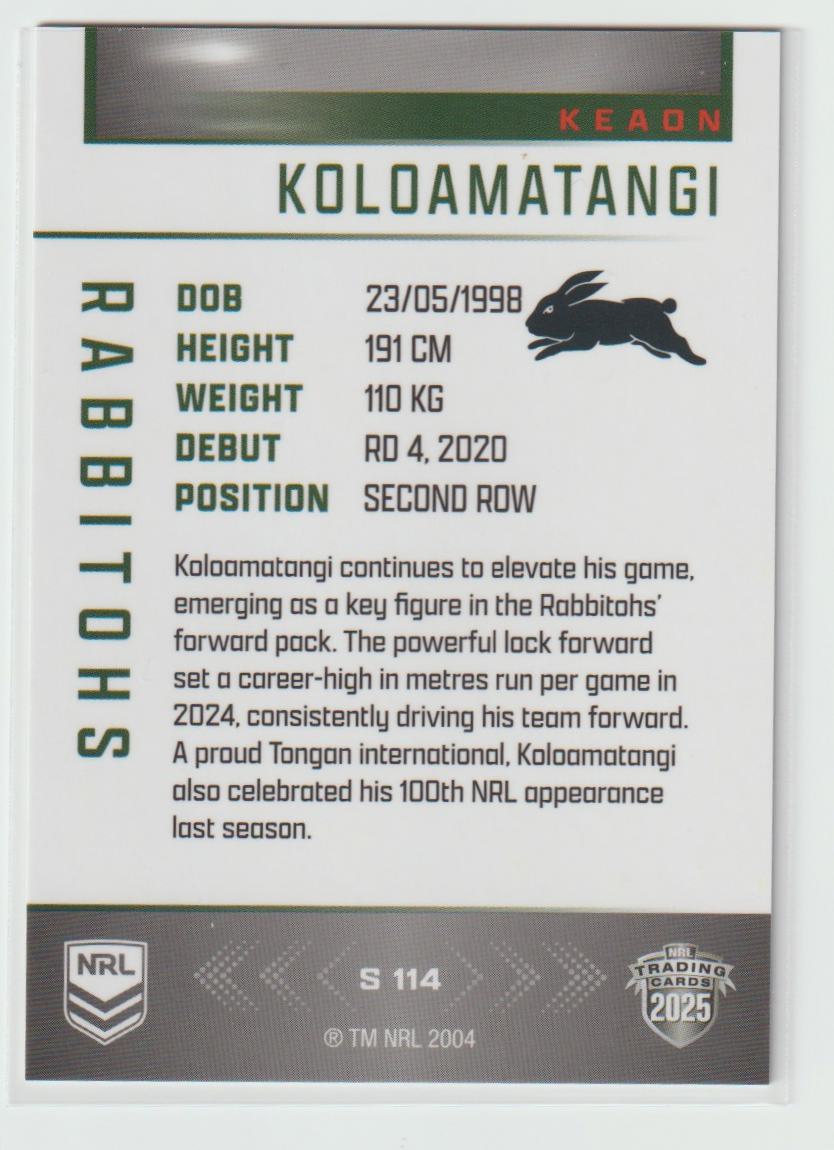 KEAON
KOLOAMATANGI
RABBITOHS
DOB 23/05/1998
HEIGHT 191 CM
WEIGHT 110 KG
DEBUT RD 4, 2020
POSITION SECOND ROW
Koloamatangi continues to elevate his game,
emerging as a key figure in the Rabbitohs'
forward pack. The powerful lock forward
set a career-high in metres run per game in
2024, consistently driving his team forward.
A proud Tongan international, Koloamatangi
also celebrated his 100th NRL appearance
last season.
NRL
S 114
® TM NRL 2004
NRL
TRADING
CARDS
2025